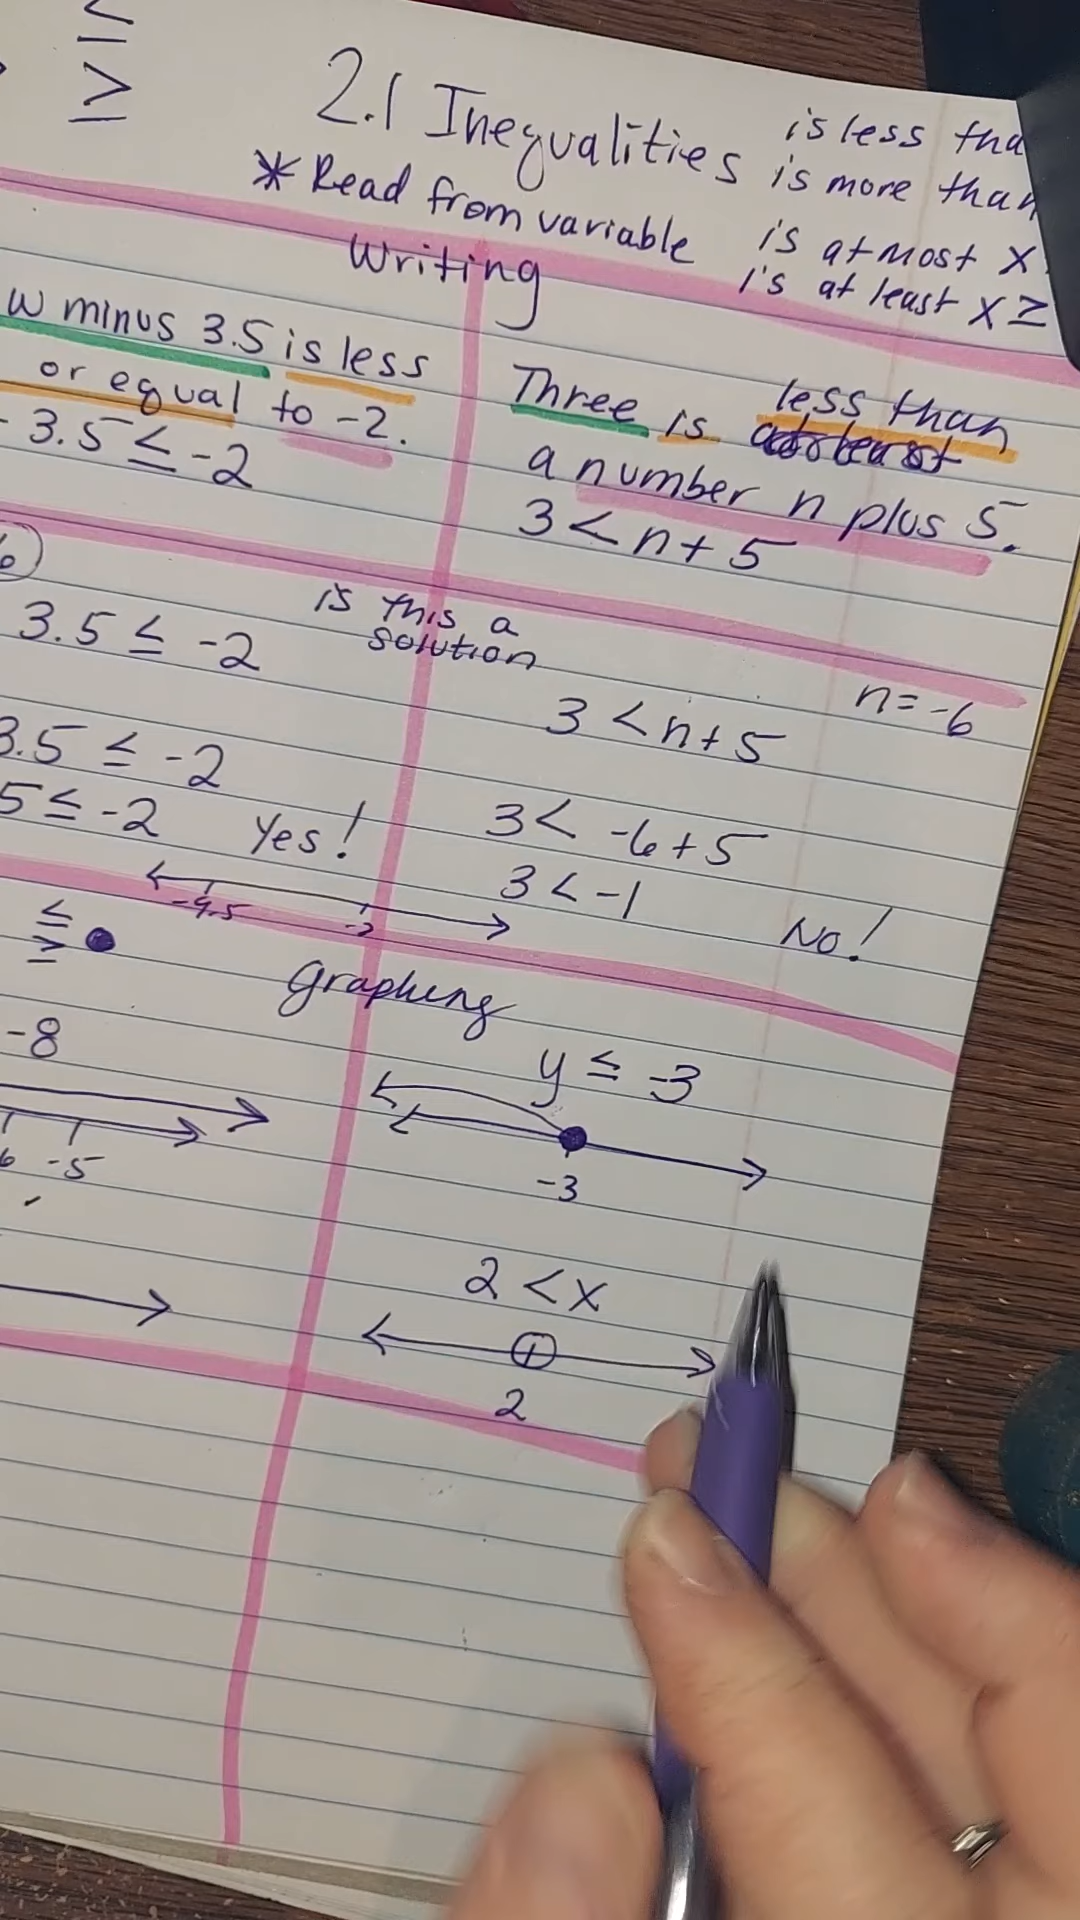 ≤
≥
2.1 Inequalities
* Read from variable
is less tha
is more than
is at most x
is at least x ≥
Writing
w minus 3.5 is less
or equal to -2.
- 3.5 ≤ -2
Three is less than
a number n plus 5.
3 < n + 5
is this a
solution
3.5 ≤ -2
3.5 ≤ -2
5 ≤ -2 Yes!
-9.5 -2
n = -6
3 < n + 5
3 < -6 + 5
3 < -1
No!
≤
≥
Graphing
-8
6 -5
y ≤ -3
-3
2 < x
2